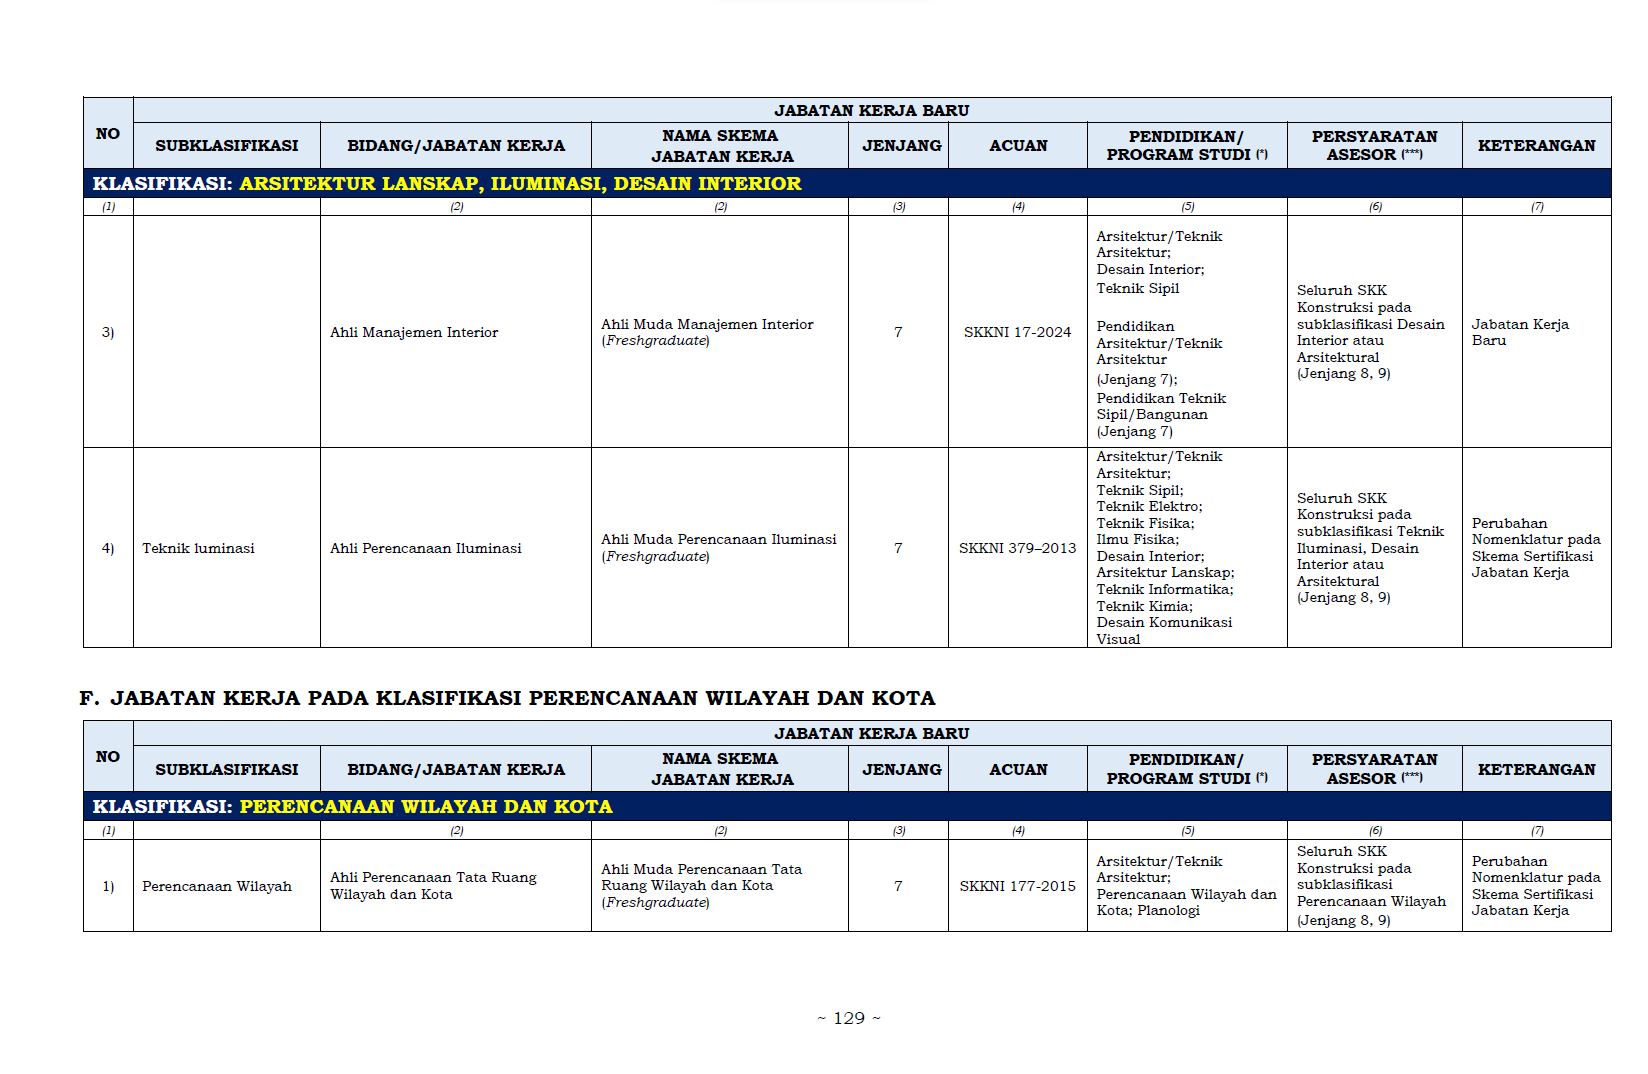 JABATAN KERJA BARU
NO
SUBKLASIFIKASI
BIDANG/JABATAN KERJA
NAMA SKEMA
JABATAN KERJA
JENJANG
ACUAN
PENDIDIKAN/
PROGRAM STUDI (*)
PERSYARATAN
ASESOR (***)
KETERANGAN
KLASIFIKASI: ARSITEKTUR LANSKAP, ILUMINASI, DESAIN INTERIOR
(1)
(2)
(2)
(3)
(4)
(5)
(6)
(7)
3)
Ahli Manajemen Interior
Ahli Muda Manajemen Interior
(Freshgraduate)
7
SKKNI 17-2024
Arsitektur/Teknik
Arsitektur;
Desain Interior;
Teknik Sipil
Pendidikan
Arsitektur/Teknik
Arsitektur
(Jenjang 7);
Pendidikan Teknik
Sipil/Bangunan
(Jenjang 7)
Seluruh SKK
Konstruksi pada
subklasifikasi Desain
Interior atau
Arsitektural
(Jenjang 8, 9)
Jabatan Kerja
Baru
4)
Teknik luminasi
Ahli Perencanaan Iluminasi
Ahli Muda Perencanaan Iluminasi
(Freshgraduate)
7
SKKNI 379–2013
Arsitektur/Teknik
Arsitektur;
Teknik Sipil;
Teknik Elektro;
Teknik Fisika;
Ilmu Fisika;
Desain Interior;
Arsitektur Lanskap;
Teknik Informatika;
Teknik Kimia;
Desain Komunikasi
Visual
Seluruh SKK
Konstruksi pada
subklasifikasi Teknik
Iluminasi, Desain
Interior atau
Arsitektural
(Jenjang 8, 9)
Perubahan
Nomenklatur pada
Skema Sertifikasi
Jabatan Kerja
F. JABATAN KERJA PADA KLASIFIKASI PERENCANAAN WILAYAH DAN KOTA
JABATAN KERJA BARU
NO
SUBKLASIFIKASI
BIDANG/JABATAN KERJA
NAMA SKEMA
JABATAN KERJA
JENJANG
ACUAN
PENDIDIKAN/
PROGRAM STUDI (*)
PERSYARATAN
ASESOR (***)
KETERANGAN
KLASIFIKASI: PERENCANAAN WILAYAH DAN KOTA
(1)
(2)
(2)
(3)
(4)
(5)
(6)
(7)
1)
Perencanaan Wilayah
Ahli Perencanaan Tata Ruang
Wilayah dan Kota
Ahli Muda Perencanaan Tata
Ruang Wilayah dan Kota
(Freshgraduate)
7
SKKNI 177-2015
Arsitektur/Teknik
Arsitektur;
Perencanaan Wilayah dan
Kota; Planologi
Seluruh SKK
Konstruksi pada
subklasifikasi
Perencanaan Wilayah
(Jenjang 8, 9)
Perubahan
Nomenklatur pada
Skema Sertifikasi
Jabatan Kerja
~ 129 ~